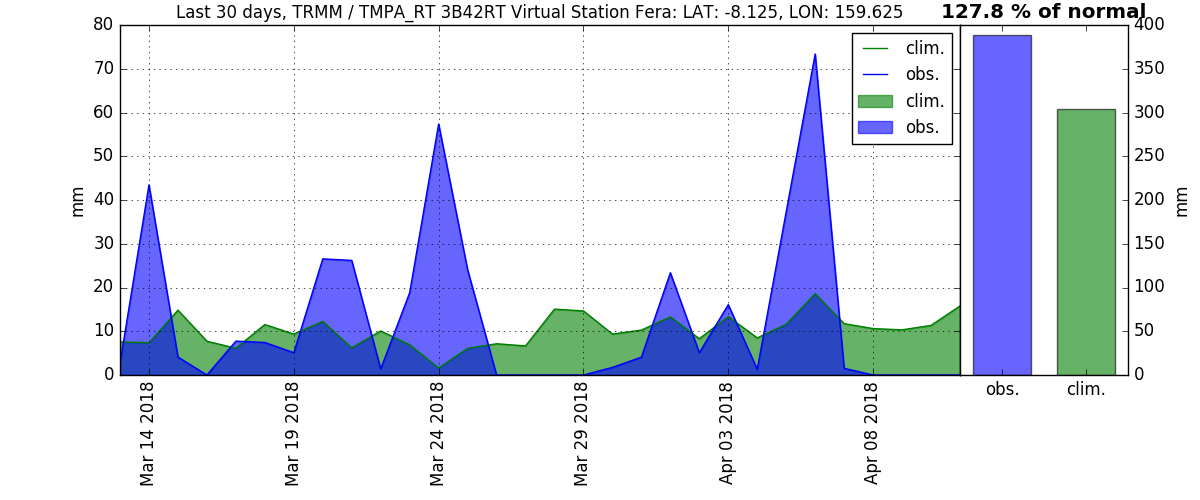 Last 30 days, TRMM / TMPA_RT 3B42RT Virtual Station Fera: LAT: -8.125, LON: 159.625
127.8 % of normal
80
70
60
50
40
30
20
10
0
mm
clim.
obs.
clim.
obs.
Mar 14 2018
Mar 19 2018
Mar 24 2018
Mar 29 2018
Apr 03 2018
Apr 08 2018
400
350
300
250
200
150
100
50
0
mm
obs.
clim.